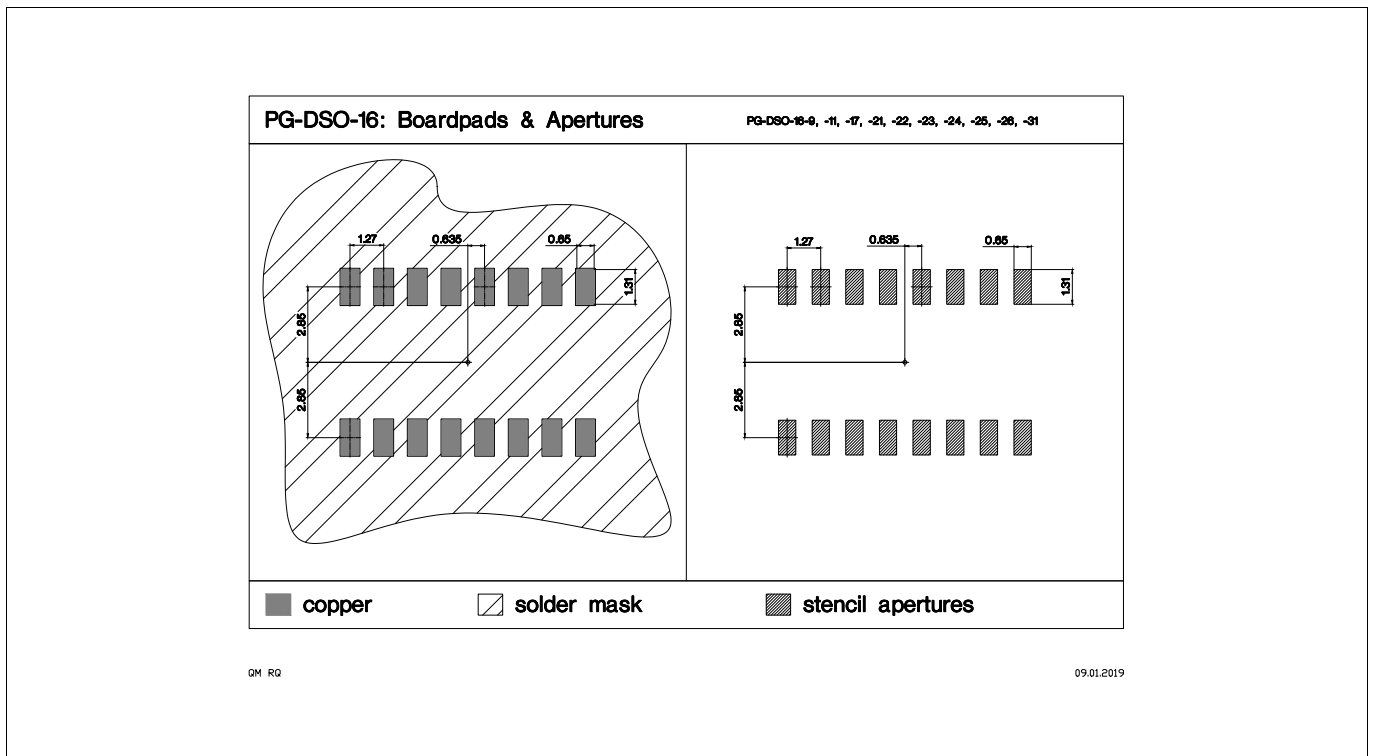 PG-DSO-16: Boardpads & Apertures
PG-DSO-16-9, -11, -17, -21, -22, -23, -24, -25, -26, -31
1.27
0.635
0.65
1.31
2.85
2.85
1.27
0.635
0.65
1.31
2.85
2.85
copper
solder mask
stencil apertures
QM RQ
09.01.2019